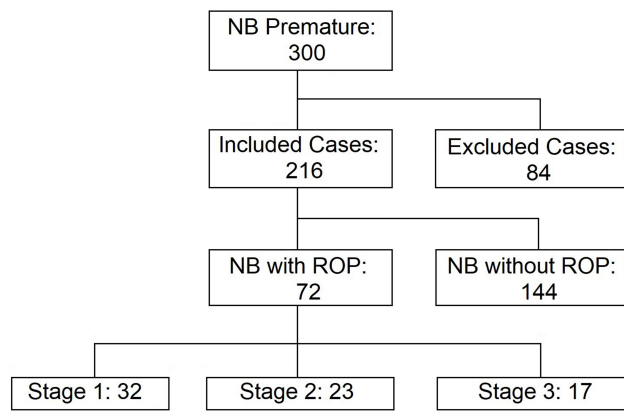 NB Premature:
300
Included Cases:
216
Excluded Cases:
84
NB with ROP:
72
NB without ROP:
144
Stage 1: 32
Stage 2: 23
Stage 3: 17